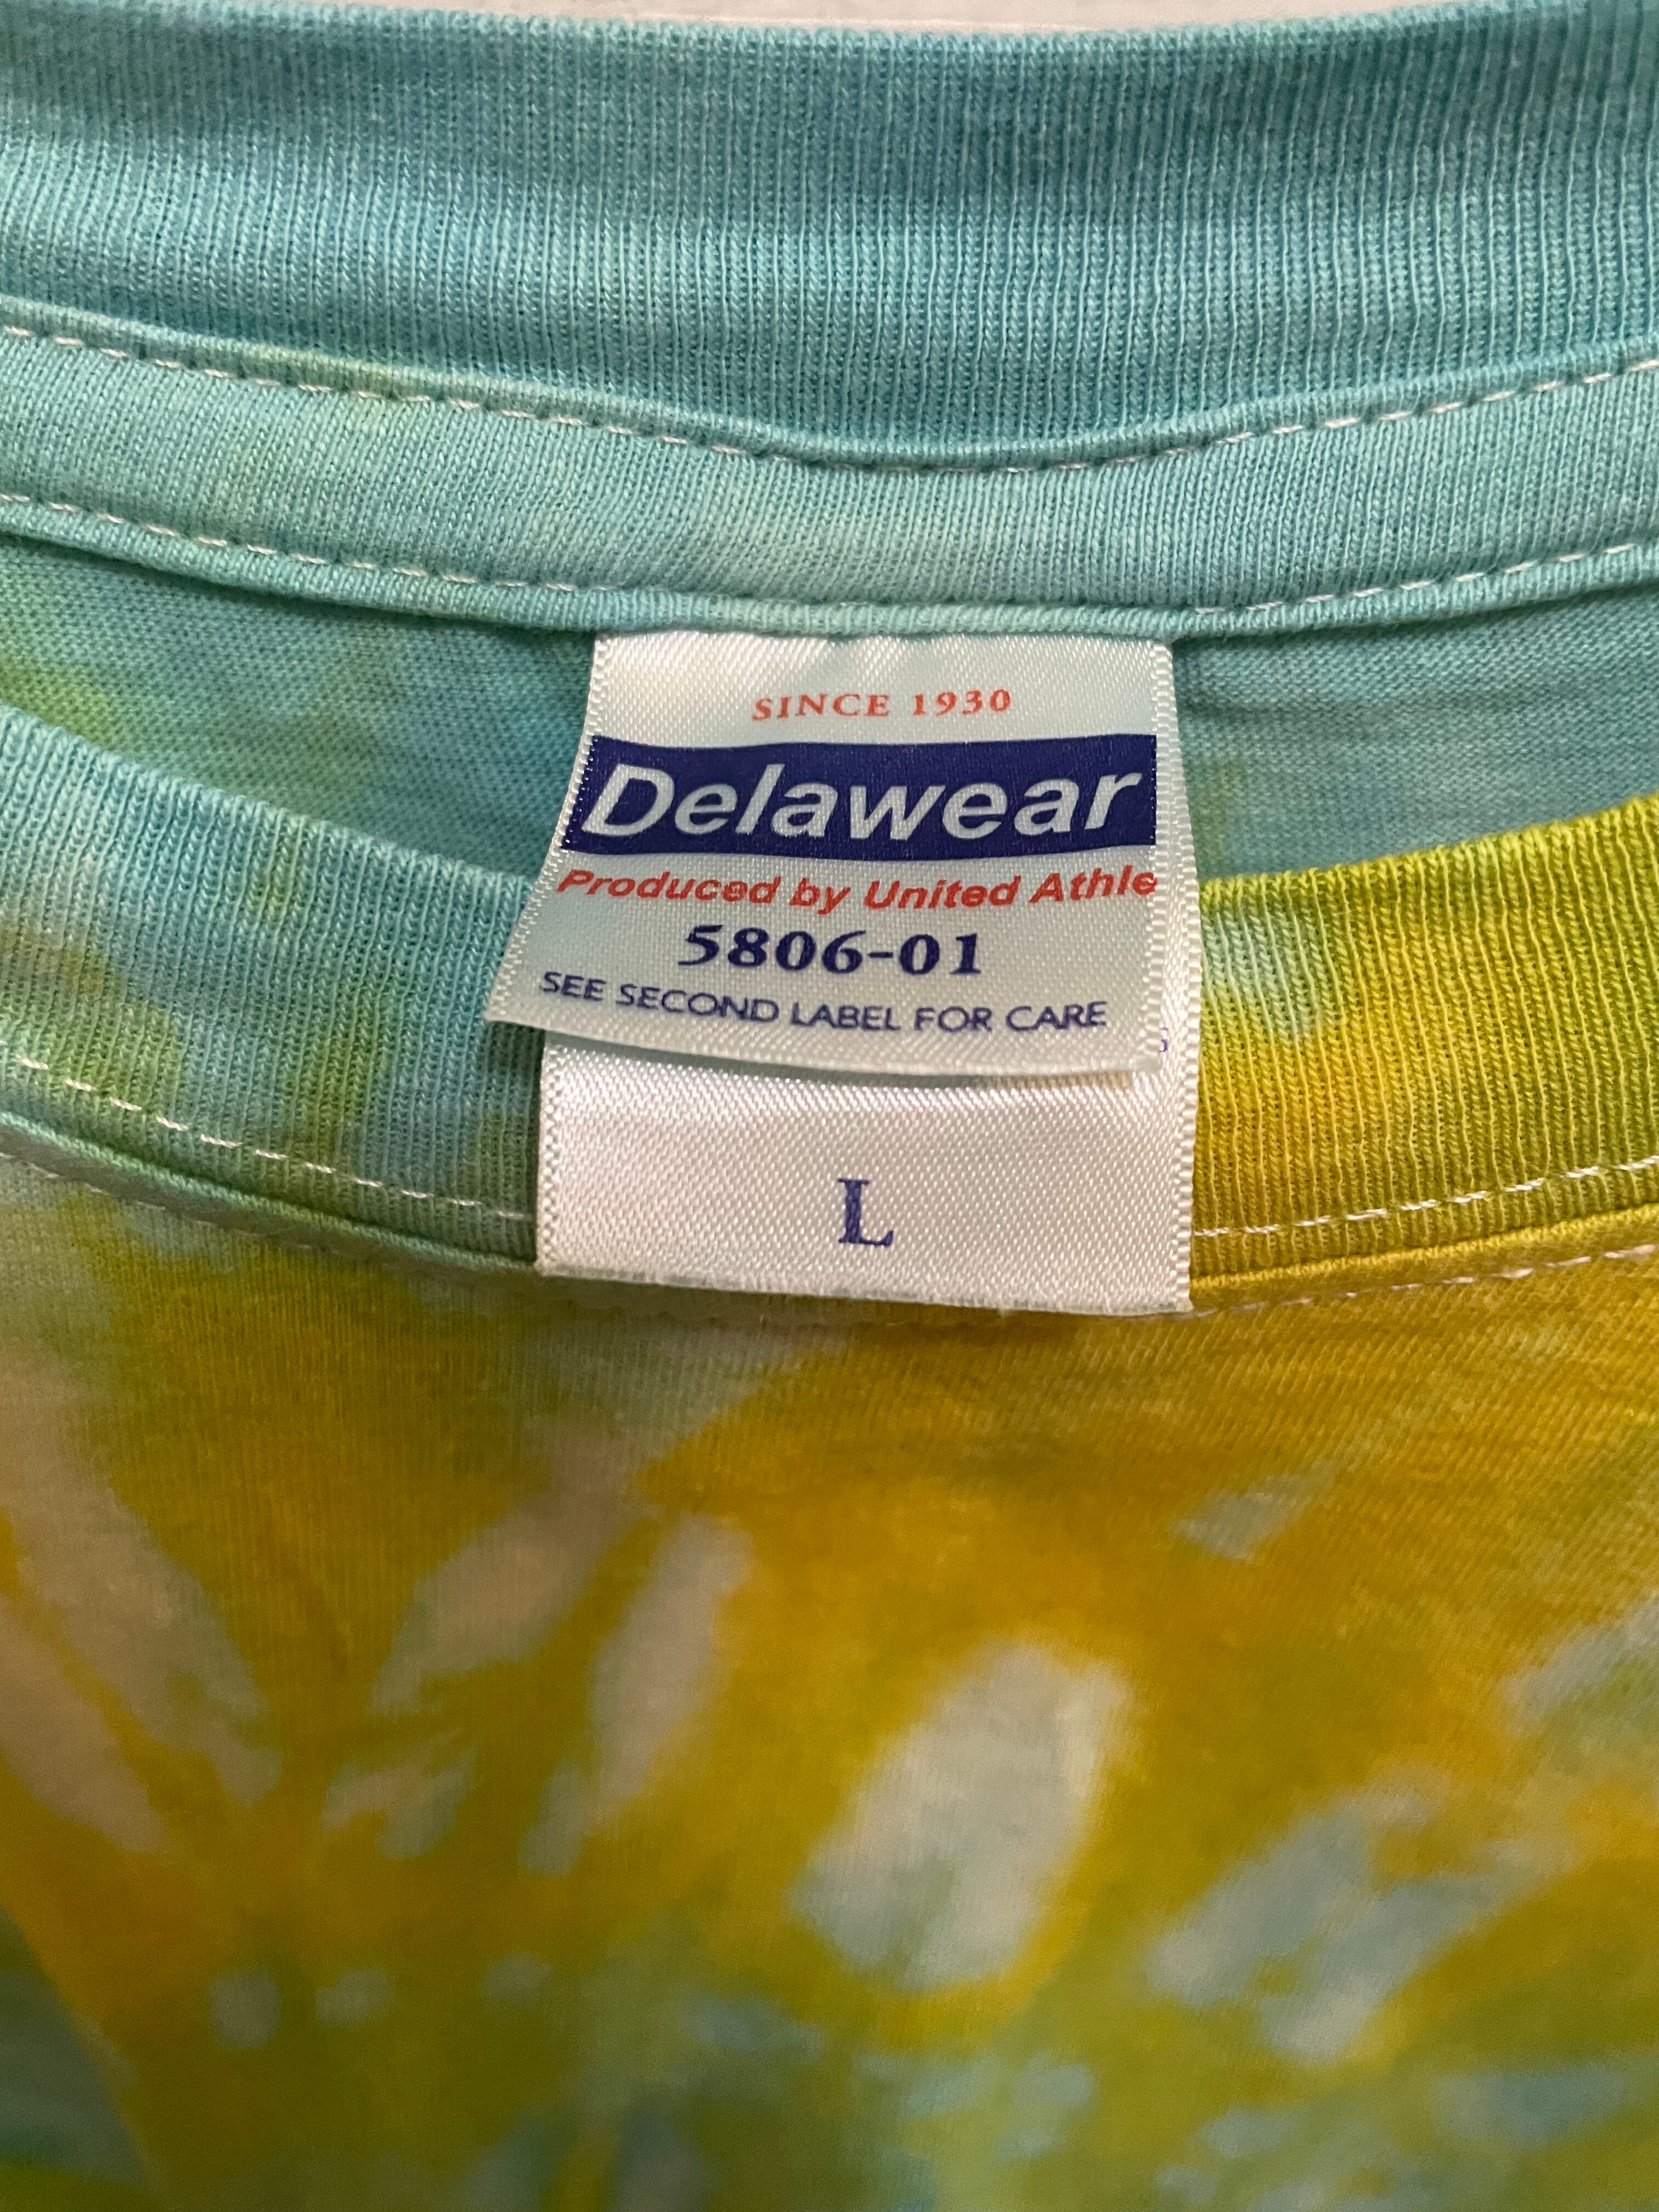 SINCE 1930
Delawear
Produced by United Athle
5806-01
SEE SECOND LABEL FOR CARE
L